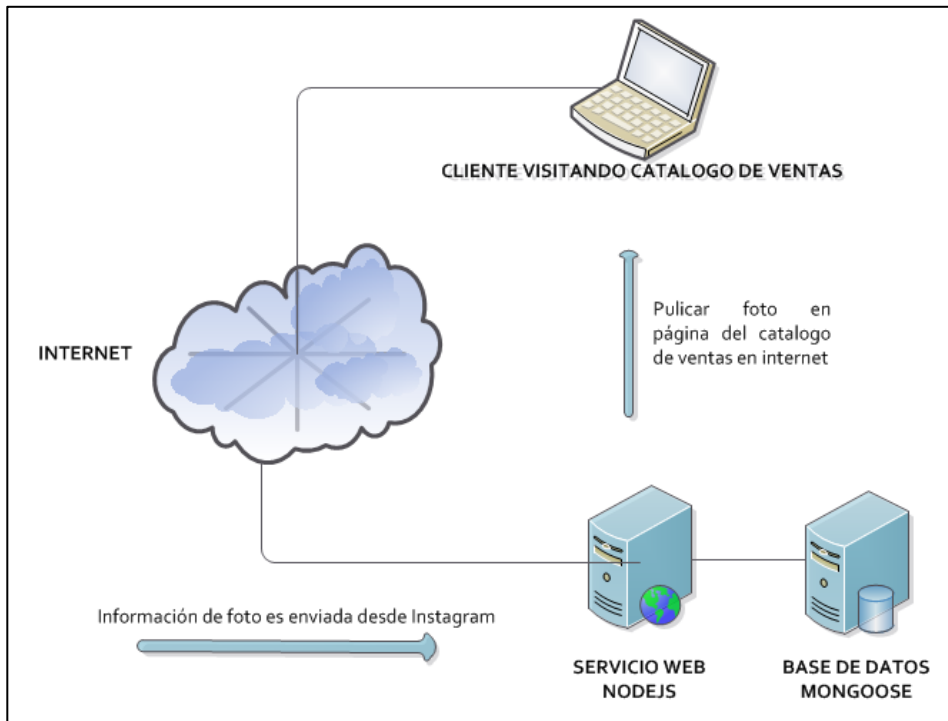 CLIENTE VISITANDO CATALOGO DE VENTAS
Pulicar foto en
página del catalogo
de ventas en internet
INTERNET
Información de foto es enviada desde Instagram
SERVICIO WEB
NODEJS
BASE DE DATOS
MONGOOSE